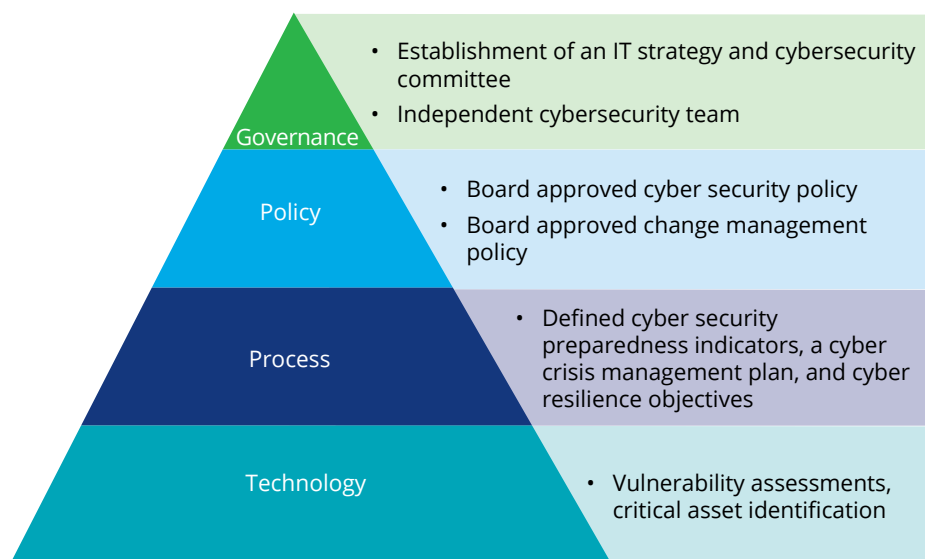 • Establishment of an IT strategy and cybersecurity
committee
• Independent cybersecurity team
Governance
• Board approved cyber security policy
• Board approved change management
policy
Policy
• Defined cyber security
preparedness indicators, a cyber
crisis management plan, and cyber
resilience objectives
Process
• Vulnerability assessments,
critical asset identification
Technology